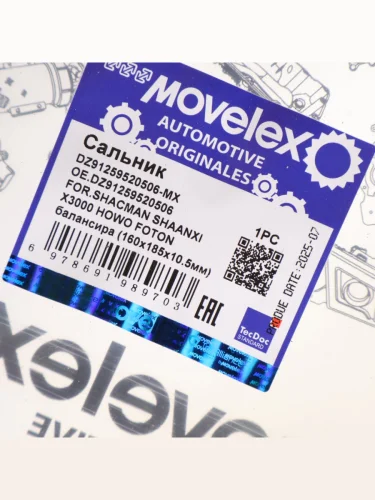 MOVELEX
AUTOMOTIVE
ORIGINALES
Сальник
DZ91259520506-MX
OE.DZ91259520506
FOR.SHACMAN SHAANXI
X3000 HOWO FOTON
балансира (160x185x10.5мм)
1PC
6 978691 989703
EAC
PRODUE DATE: 2025-07
TecDoc
STANDARD
movelex